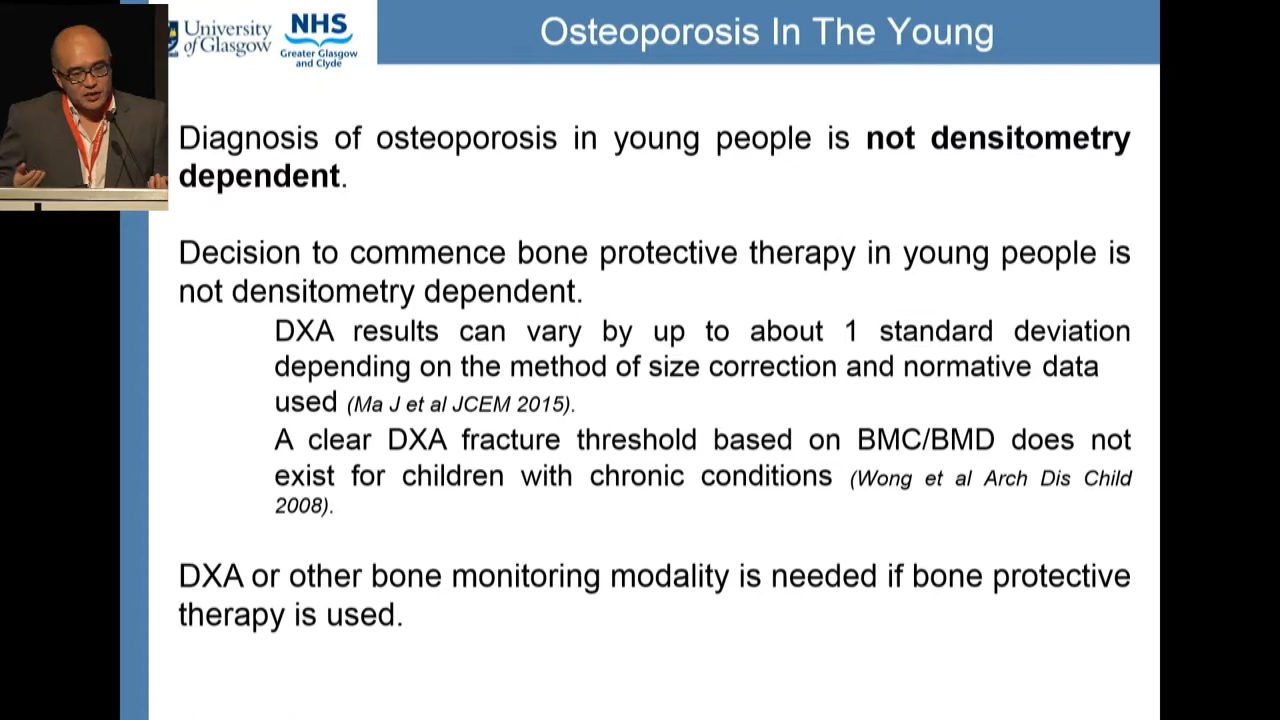 University
of Glasgow
NHS
Greater Glasgow
and Clyde
Osteoporosis In The Young
Diagnosis of osteoporosis in young people is not densitometry
dependent.
Decision to commence bone protective therapy in young people is
not densitometry dependent.
DXA results can vary by up to about 1 standard deviation
depending on the method of size correction and normative data
used (Ma J et al JCEM 2015).
A clear DXA fracture threshold based on BMC/BMD does not
exist for children with chronic conditions (Wong et al Arch Dis Child
2008).
DXA or other bone monitoring modality is needed if bone protective
therapy is used.